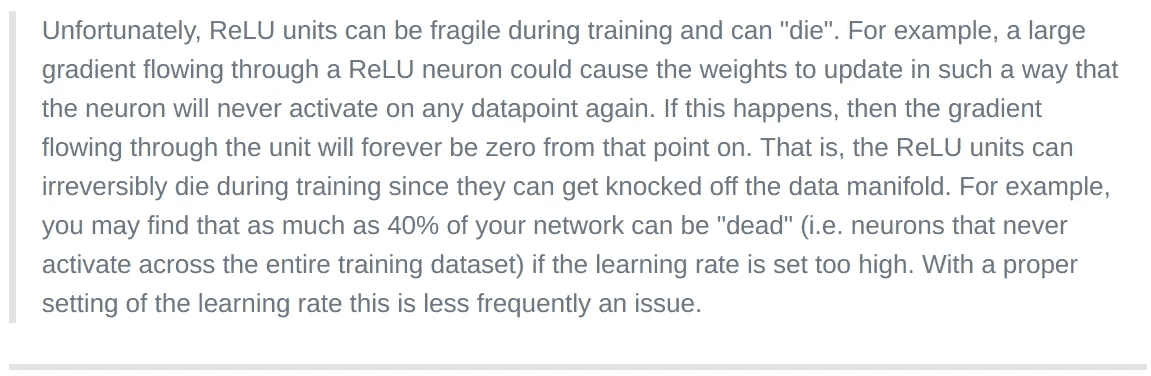 Unfortunately, ReLU units can be fragile during training and can "die". For example, a large
gradient flowing through a ReLU neuron could cause the weights to update in such a way that
the neuron will never activate on any datapoint again. If this happens, then the gradient
flowing through the unit will forever be zero from that point on. That is, the ReLU units can
irreversibly die during training since they can get knocked off the data manifold. For example,
you may find that as much as 40% of your network can be "dead" (i.e. neurons that never
activate across the entire training dataset) if the learning rate is set too high. With a proper
setting of the learning rate this is less frequently an issue.